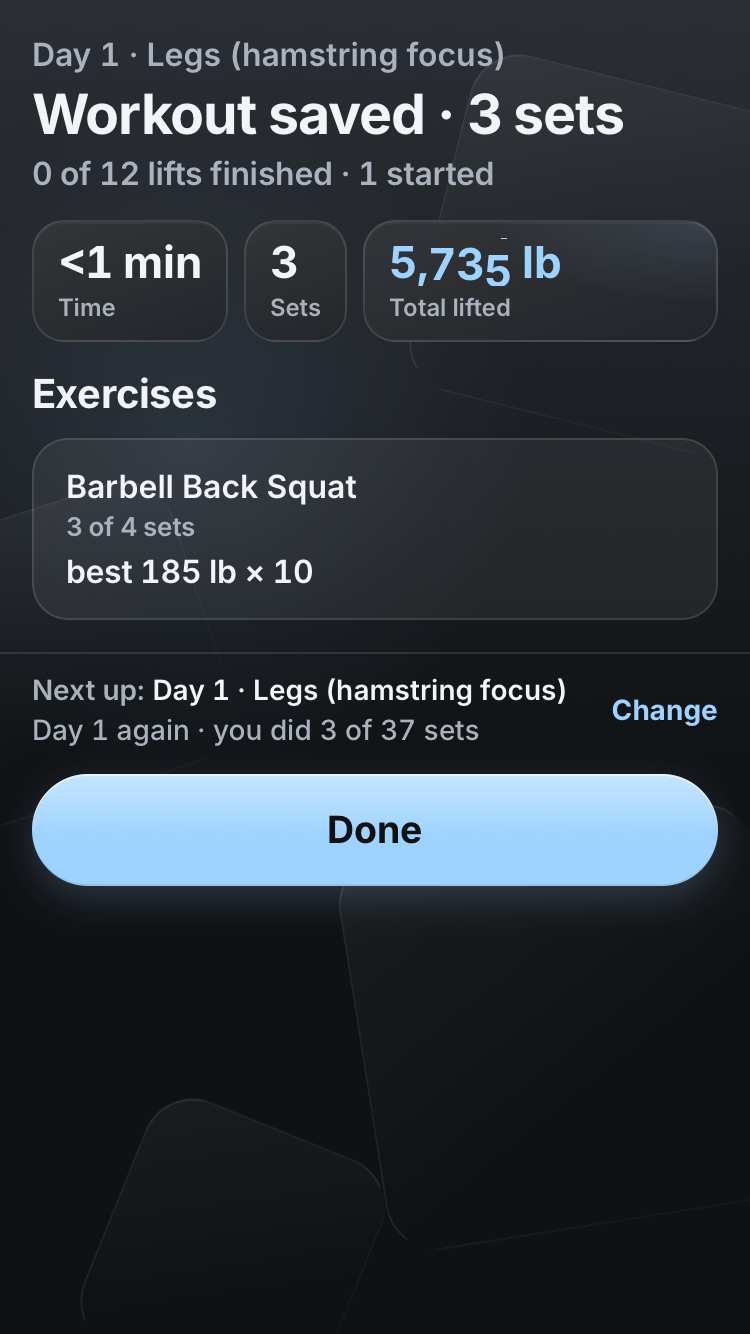 Day 1 · Legs (hamstring focus)
Workout saved · 3 sets
0 of 12 lifts finished · 1 started
<1 min
Time
3
Sets
5,735 lb
Total lifted
Exercises
Barbell Back Squat
3 of 4 sets
best 185 lb × 10
Next up: Day 1 · Legs (hamstring focus)
Day 1 again · you did 3 of 37 sets
Change
Done